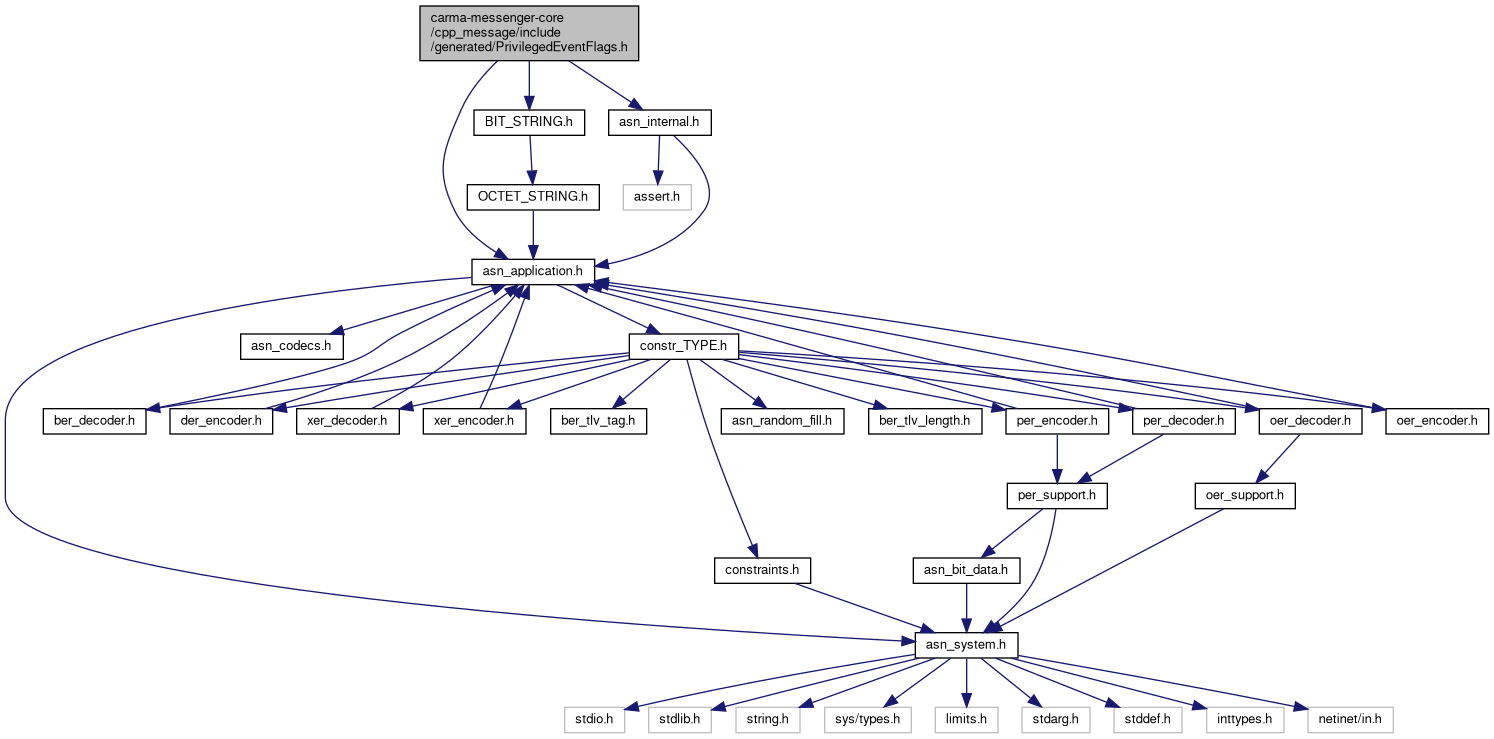 carma-messenger-core
/cpp_message/include
/generated/PrivilegedEventFlags.h
BIT_STRING.h
asn_internal.h
OCTET_STRING.h
assert.h
asn_application.h
asn_codecs.h
constr_TYPE.h
ber_decoder.h
der_encoder.h
xer_decoder.h
xer_encoder.h
ber_tlv_tag.h
asn_random_fill.h
ber_tlv_length.h
per_encoder.h
per_decoder.h
oer_decoder.h
oer_encoder.h
per_support.h
oer_support.h
constraints.h
asn_bit_data.h
asn_system.h
stdio.h
stdlib.h
string.h
sys/types.h
limits.h
stdarg.h
stddef.h
inttypes.h
netinet/in.h